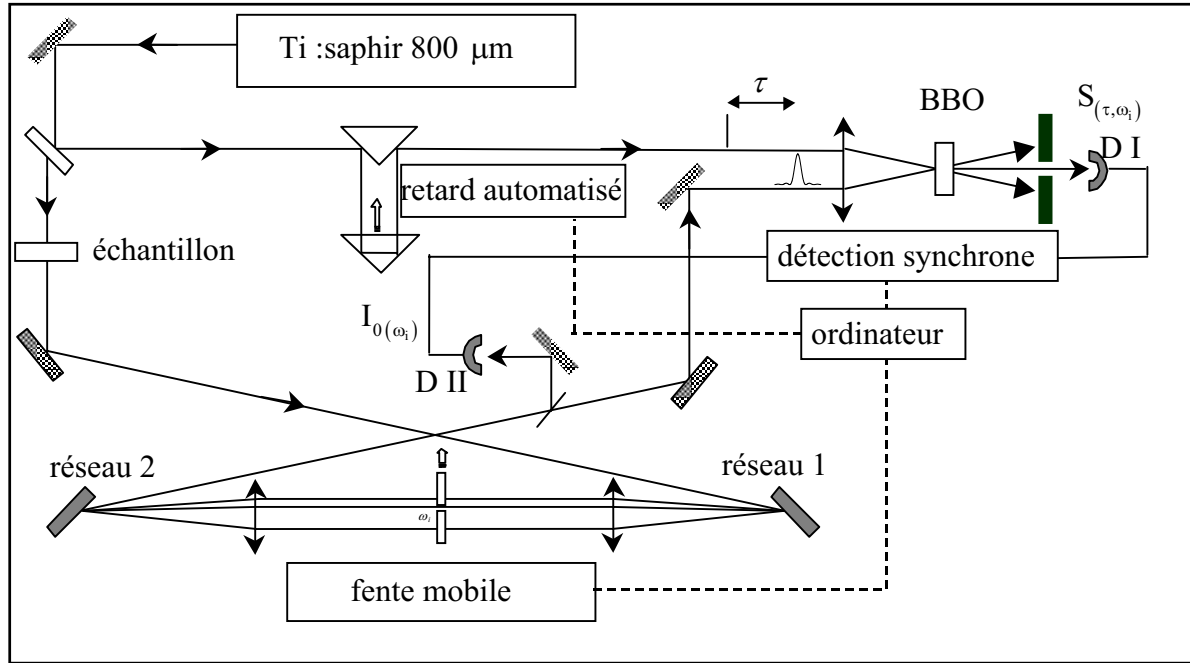 Ti :saphir 800 μm
τ
BBO
S(τ,ωi)
D I
retard automatisé
échantillon
détection synchrone
I0(ωi)
ordinateur
D II
réseau 2
réseau 1
ωi
fente mobile